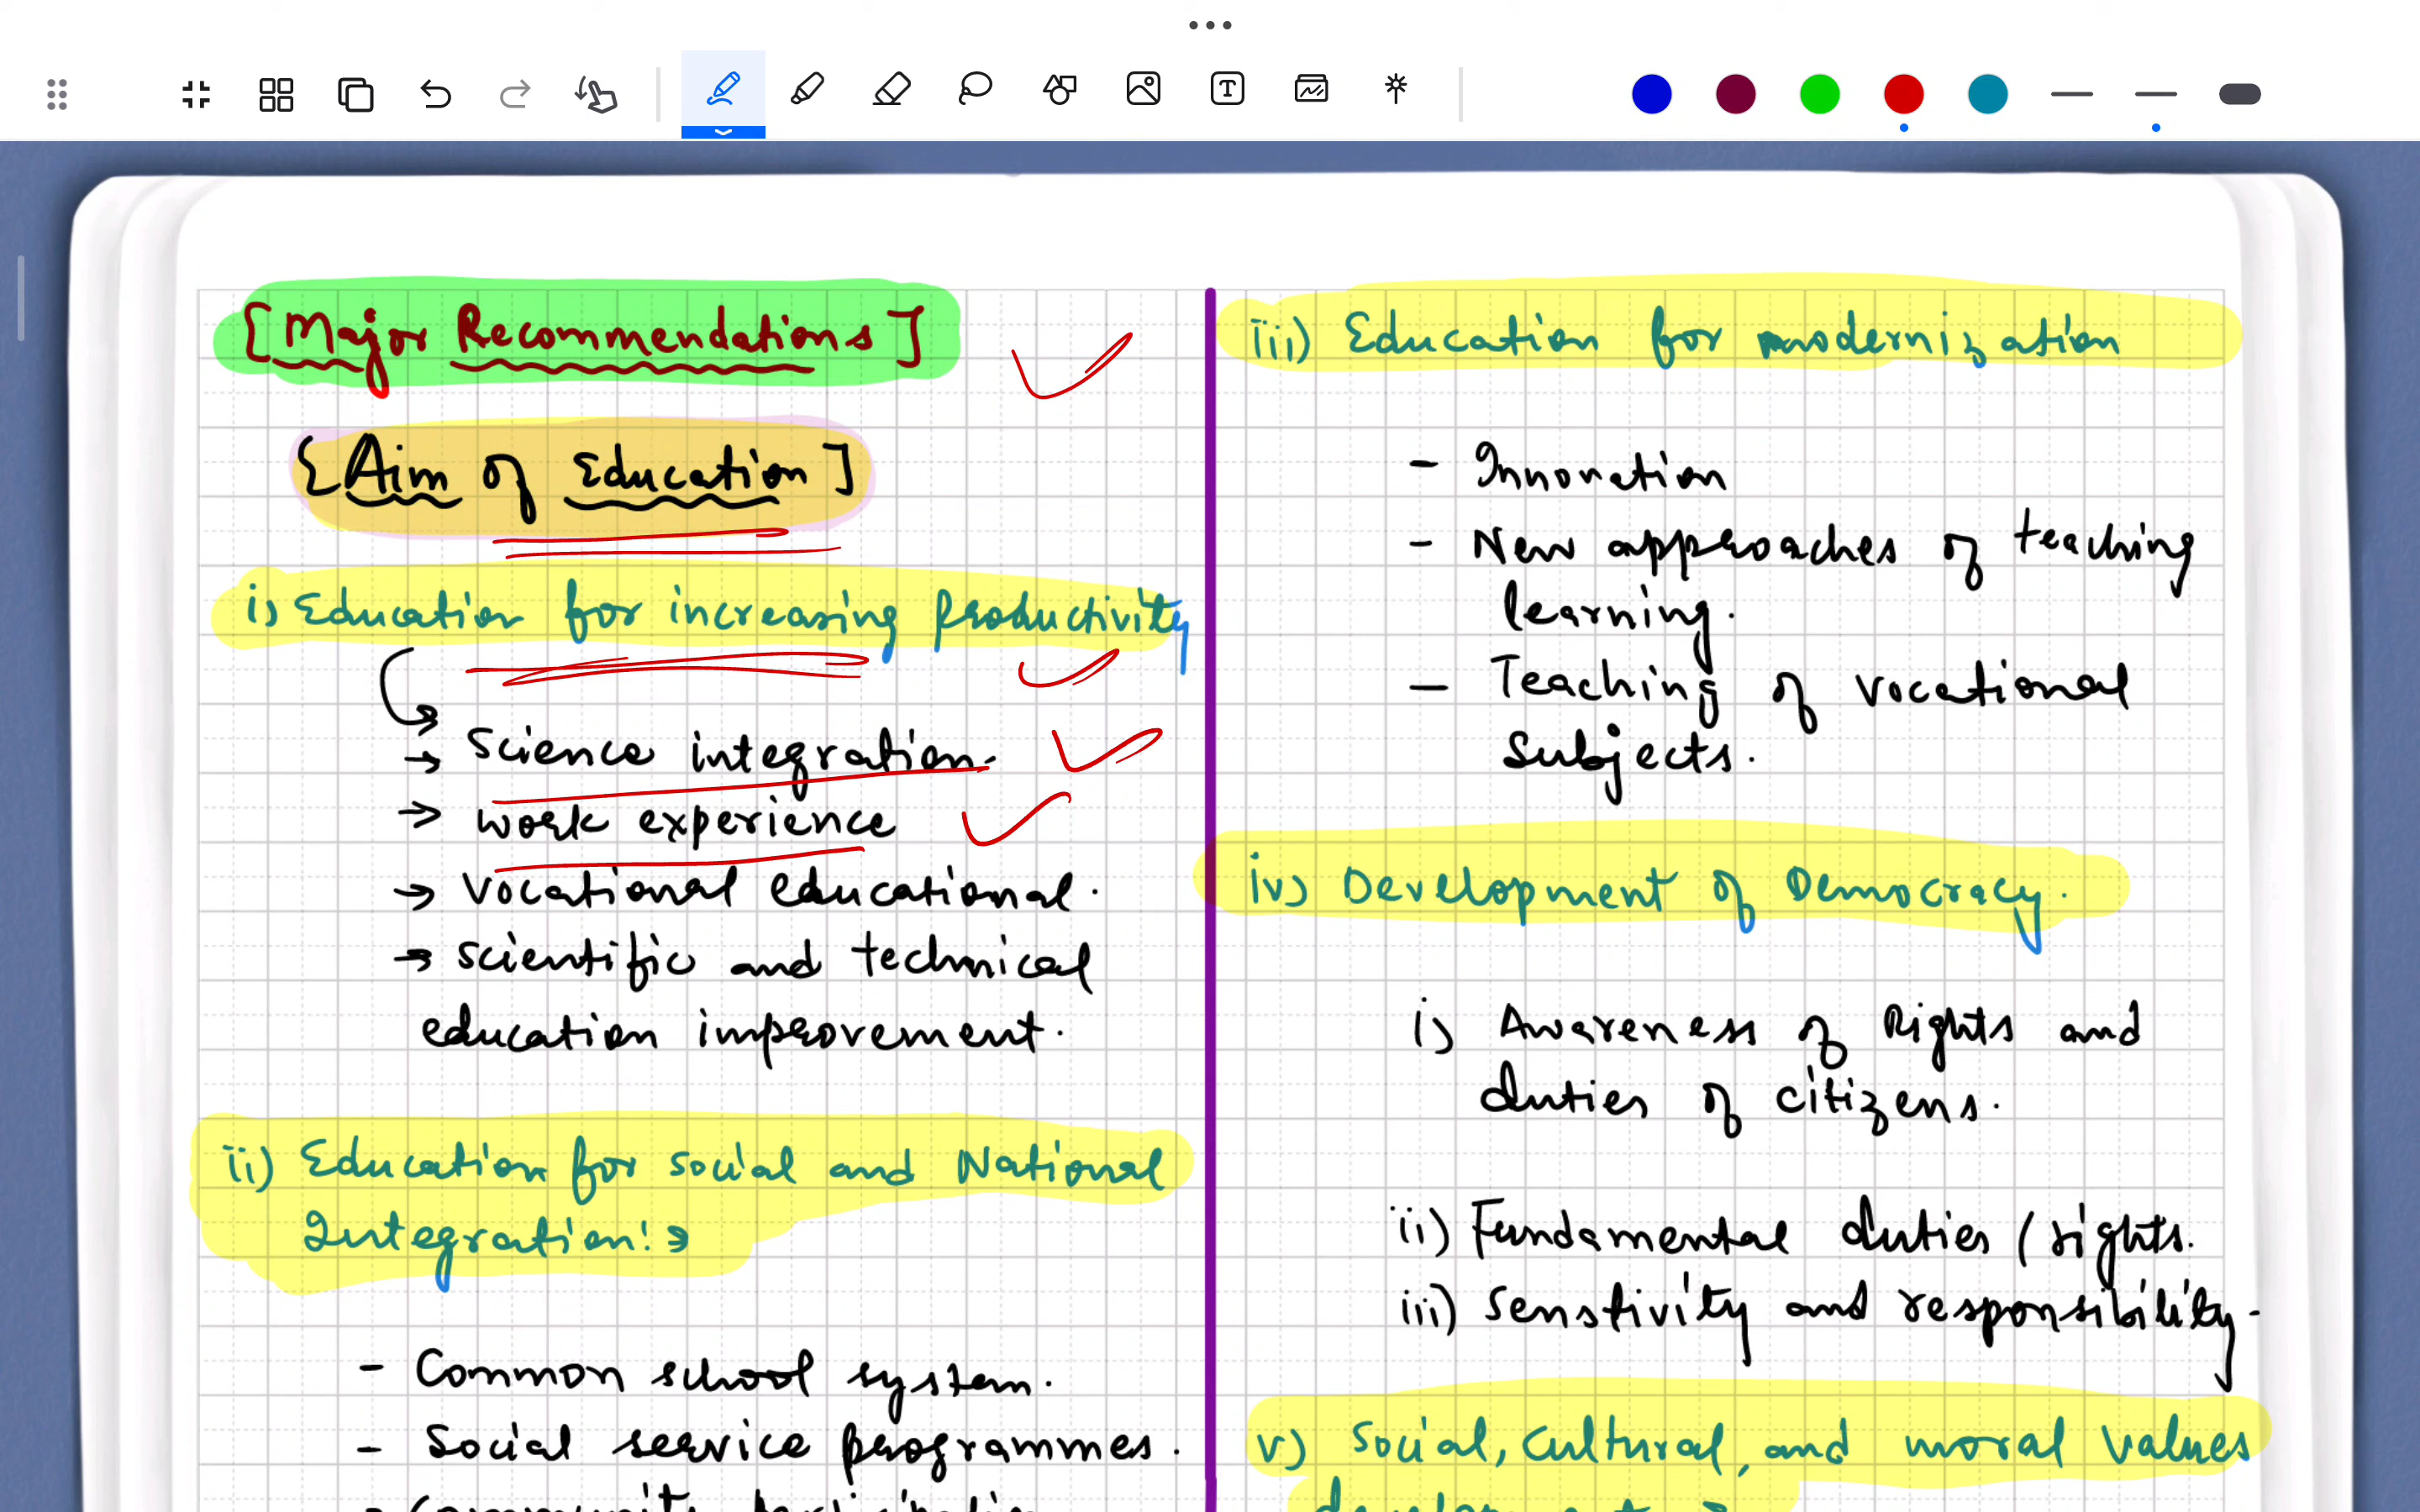 [Major Recommendations]
[Aim of Education]
i) Education for increasing productivity
→ Science integration.
→ work experience
→ vocational educational.
→ scientific and technical
education improvement.
ii) Education for social and National
Integration:→
- Common school system.
- Social service programmes.
iii) Education for modernization
- Innovation
- New approaches of teaching
learning.
- Teaching of vocational
Subjects.
iv) Development of Democracy.
i) Awareness of Rights and
duties of citizens.
ii) Fundamental duties / rights.
iii) Senstivity and responsibility.
v) Social, Cultural, and moral values